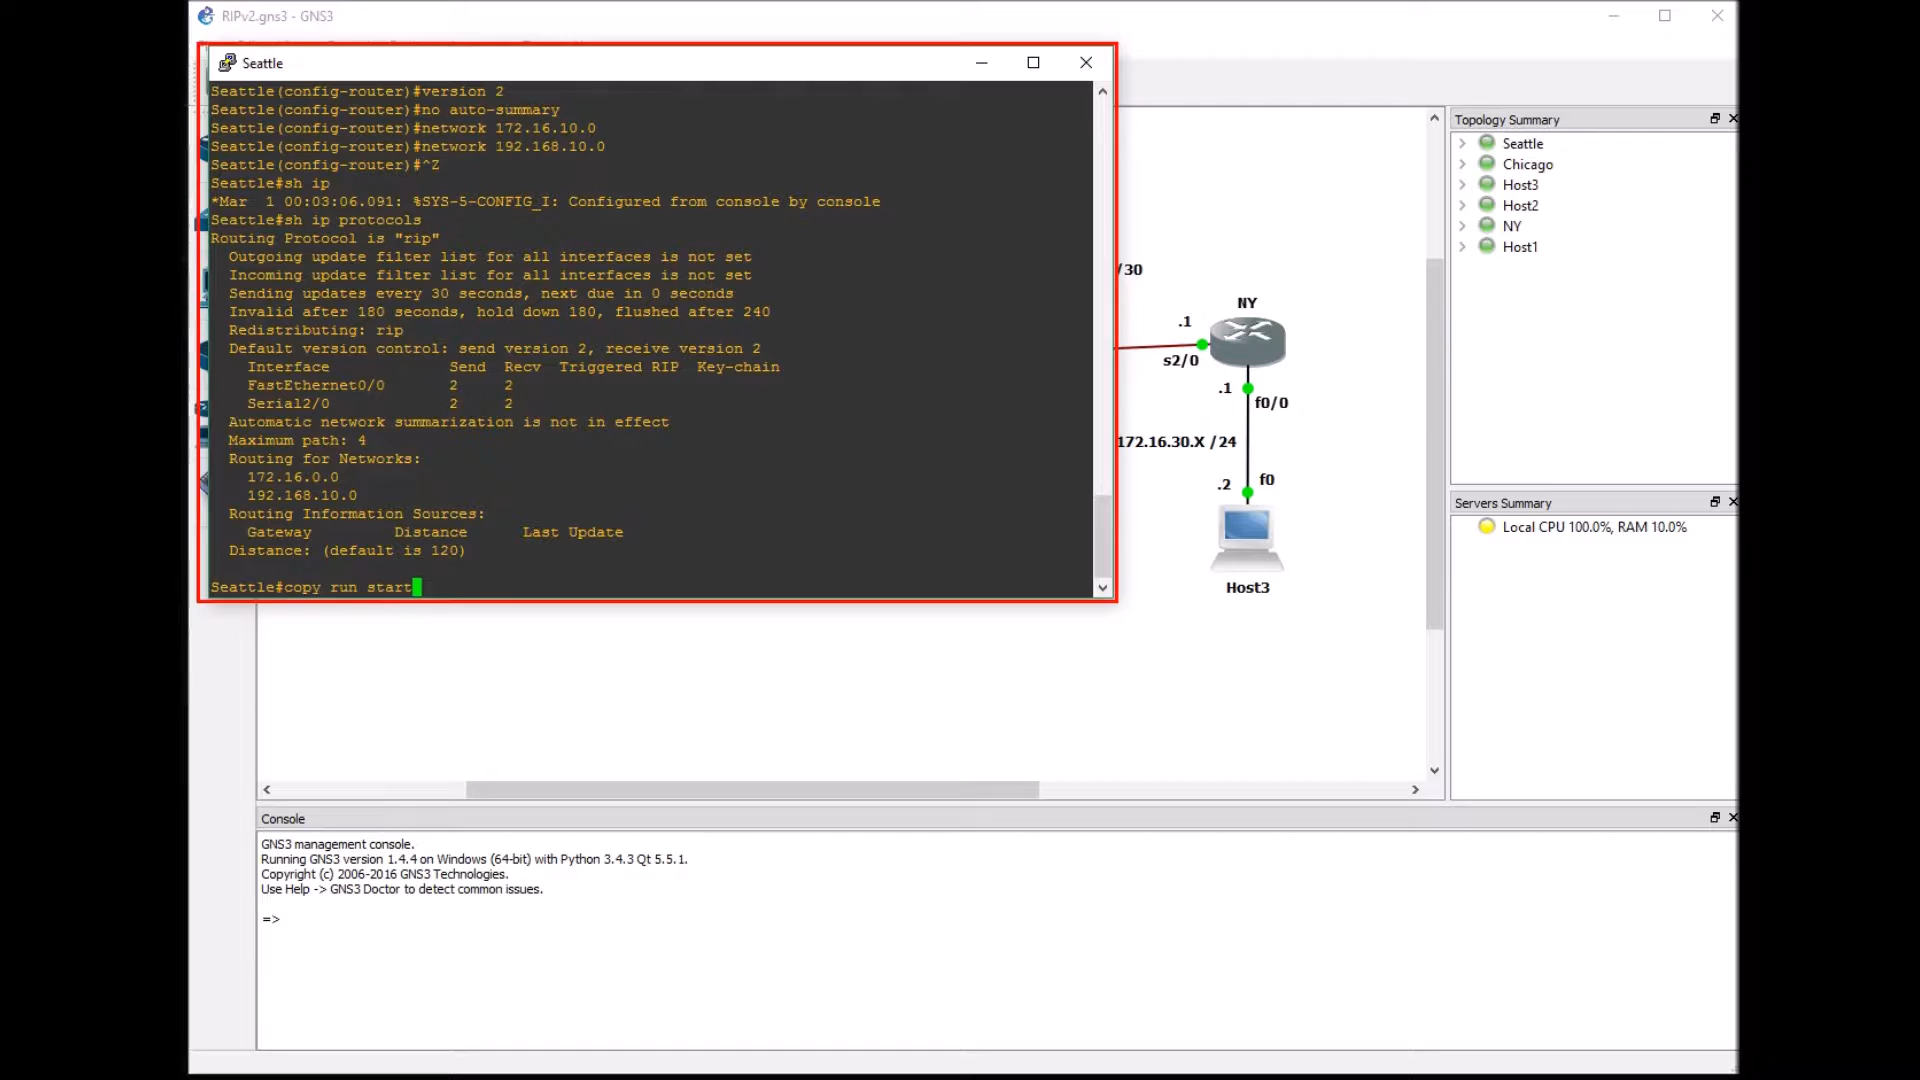 RIPv2.gns3 - GNS3
Seattle
Seattle(config-router)#version 2
Seattle(config-router)#no auto-summary
Seattle(config-router)#network 172.16.10.0
Seattle(config-router)#network 192.168.10.0
Seattle(config-router)#^Z
Seattle#sh ip
*Mar  1 00:03:06.091: %SYS-5-CONFIG_I: Configured from console by console
Seattle#sh ip protocols
Routing Protocol is "rip"
  Outgoing update filter list for all interfaces is not set
  Incoming update filter list for all interfaces is not set
  Sending updates every 30 seconds, next due in 0 seconds
  Invalid after 180 seconds, hold down 180, flushed after 240
  Redistributing: rip
  Default version control: send version 2, receive version 2
    Interface             Send  Recv  Triggered RIP  Key-chain
    FastEthernet0/0       2     2
    Serial2/0             2     2
  Automatic network summarization is not in effect
  Maximum path: 4
  Routing for Networks:
    172.16.0.0
    192.168.10.0
  Routing Information Sources:
    Gateway         Distance      Last Update
  Distance: (default is 120)
Seattle#copy run start
/30
NY
.1
s2/0
.1
f0/0
172.16.30.X /24
.2
f0
Host3
Topology Summary
Seattle
Chicago
Host3
Host2
NY
Host1
Servers Summary
Local CPU 100.0%, RAM 10.0%
Console
GNS3 management console.
Running GNS3 version 1.4.4 on Windows (64-bit) with Python 3.4.3 Qt 5.5.1.
Copyright (c) 2006-2016 GNS3 Technologies.
Use Help -> GNS3 Doctor to detect common issues.
=>